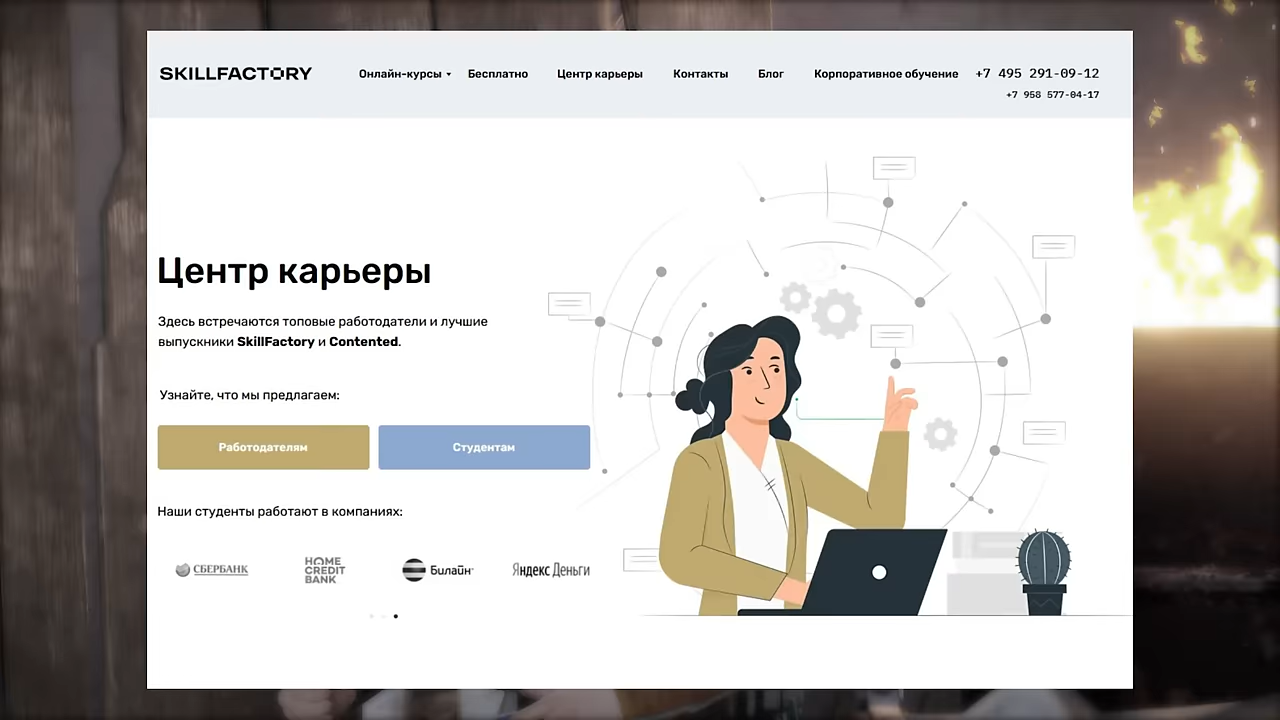 SKILLFACTORY
Онлайн-курсы
Бесплатно
Центр карьеры
Контакты
Блог
Корпоративное обучение
+7 495 291-09-12
+7 958 577-04-17
Центр карьеры
Здесь встречаются топовые работодатели и лучшие
выпускники SkillFactory и Contented.
Узнайте, что мы предлагаем:
Работодателям
Студентам
Наши студенты работают в компаниях:
СБЕРБАНК
HOME
CREDIT
BANK
Билайн
Яндекс Деньги